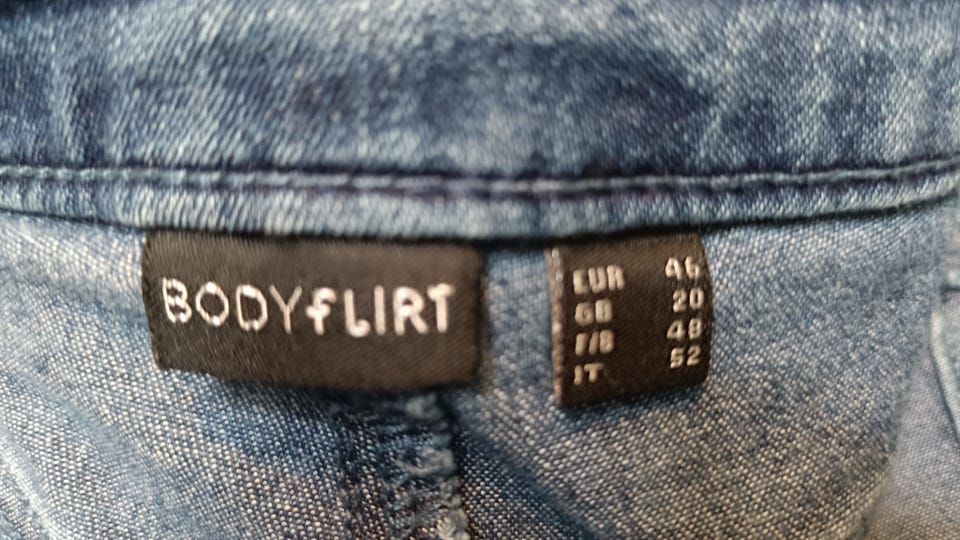 BODYfLIRT
EUR 46
GB 20
F/B 48
IT 52